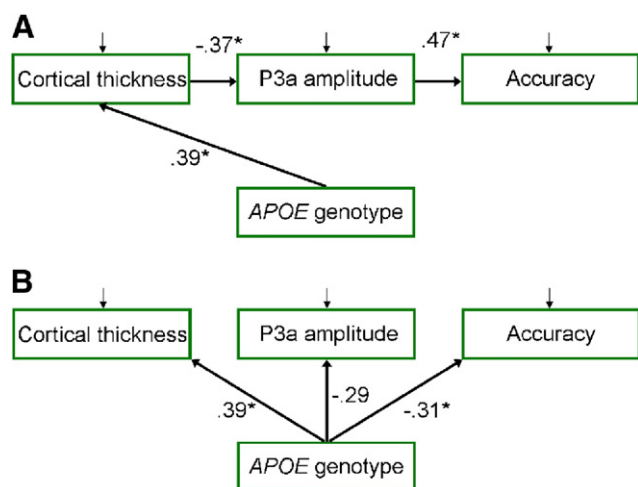 A
-.37*
.47*
Cortical thickness
P3a amplitude
Accuracy
.39*
APOE genotype
B
Cortical thickness
P3a amplitude
Accuracy
.39*
-.29
-.31*
APOE genotype